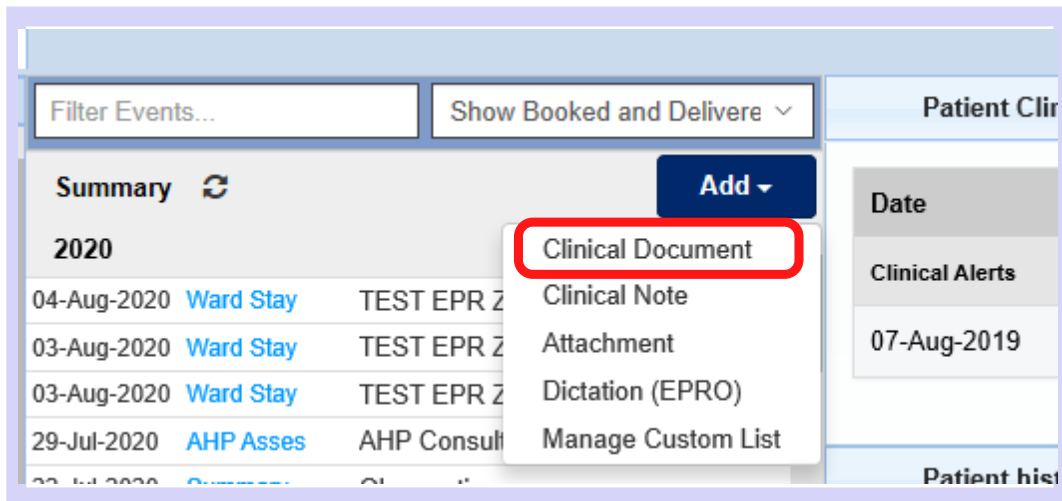 Filter Events...
Show Booked and Delivere
Patient Clir
Summary
Add
Date
2020
Clinical Document
Clinical Alerts
04-Aug-2020 Ward Stay TEST EPR Z
Clinical Note
03-Aug-2020 Ward Stay TEST EPR Z
Attachment
07-Aug-2019
03-Aug-2020 Ward Stay TEST EPR Z
Dictation (EPRO)
29-Jul-2020 AHP Asses AHP Consult
Manage Custom List
Patient hist